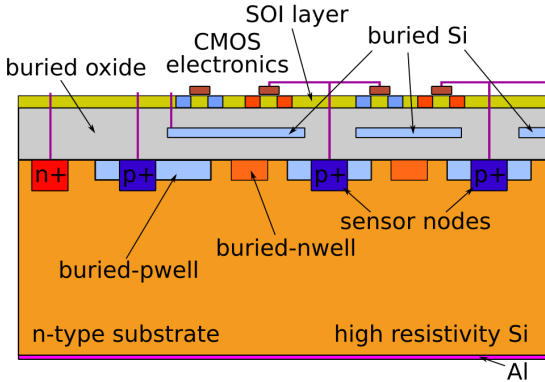 SOI layer
CMOS
electronics
buried Si
buried oxide
n+
p+
p+
p+
sensor nodes
buried-nwell
buried-pwell
n-type substrate
high resistivity Si
Al